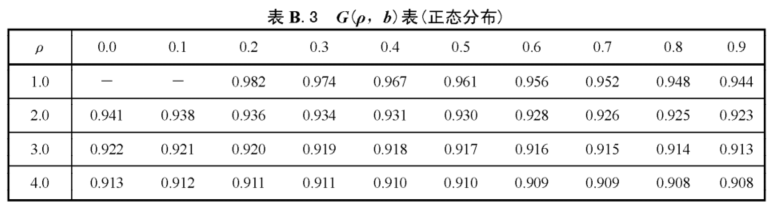 表 B.3 G(ρ, b)表(正态分布)
ρ 0.0 0.1 0.2 0.3 0.4 0.5 0.6 0.7 0.8 0.9
1.0 — — 0.982 0.974 0.967 0.961 0.956 0.952 0.948 0.944
2.0 0.941 0.938 0.936 0.934 0.931 0.930 0.928 0.926 0.925 0.923
3.0 0.922 0.921 0.920 0.919 0.918 0.917 0.916 0.915 0.914 0.913
4.0 0.913 0.912 0.911 0.911 0.910 0.910 0.909 0.909 0.908 0.908